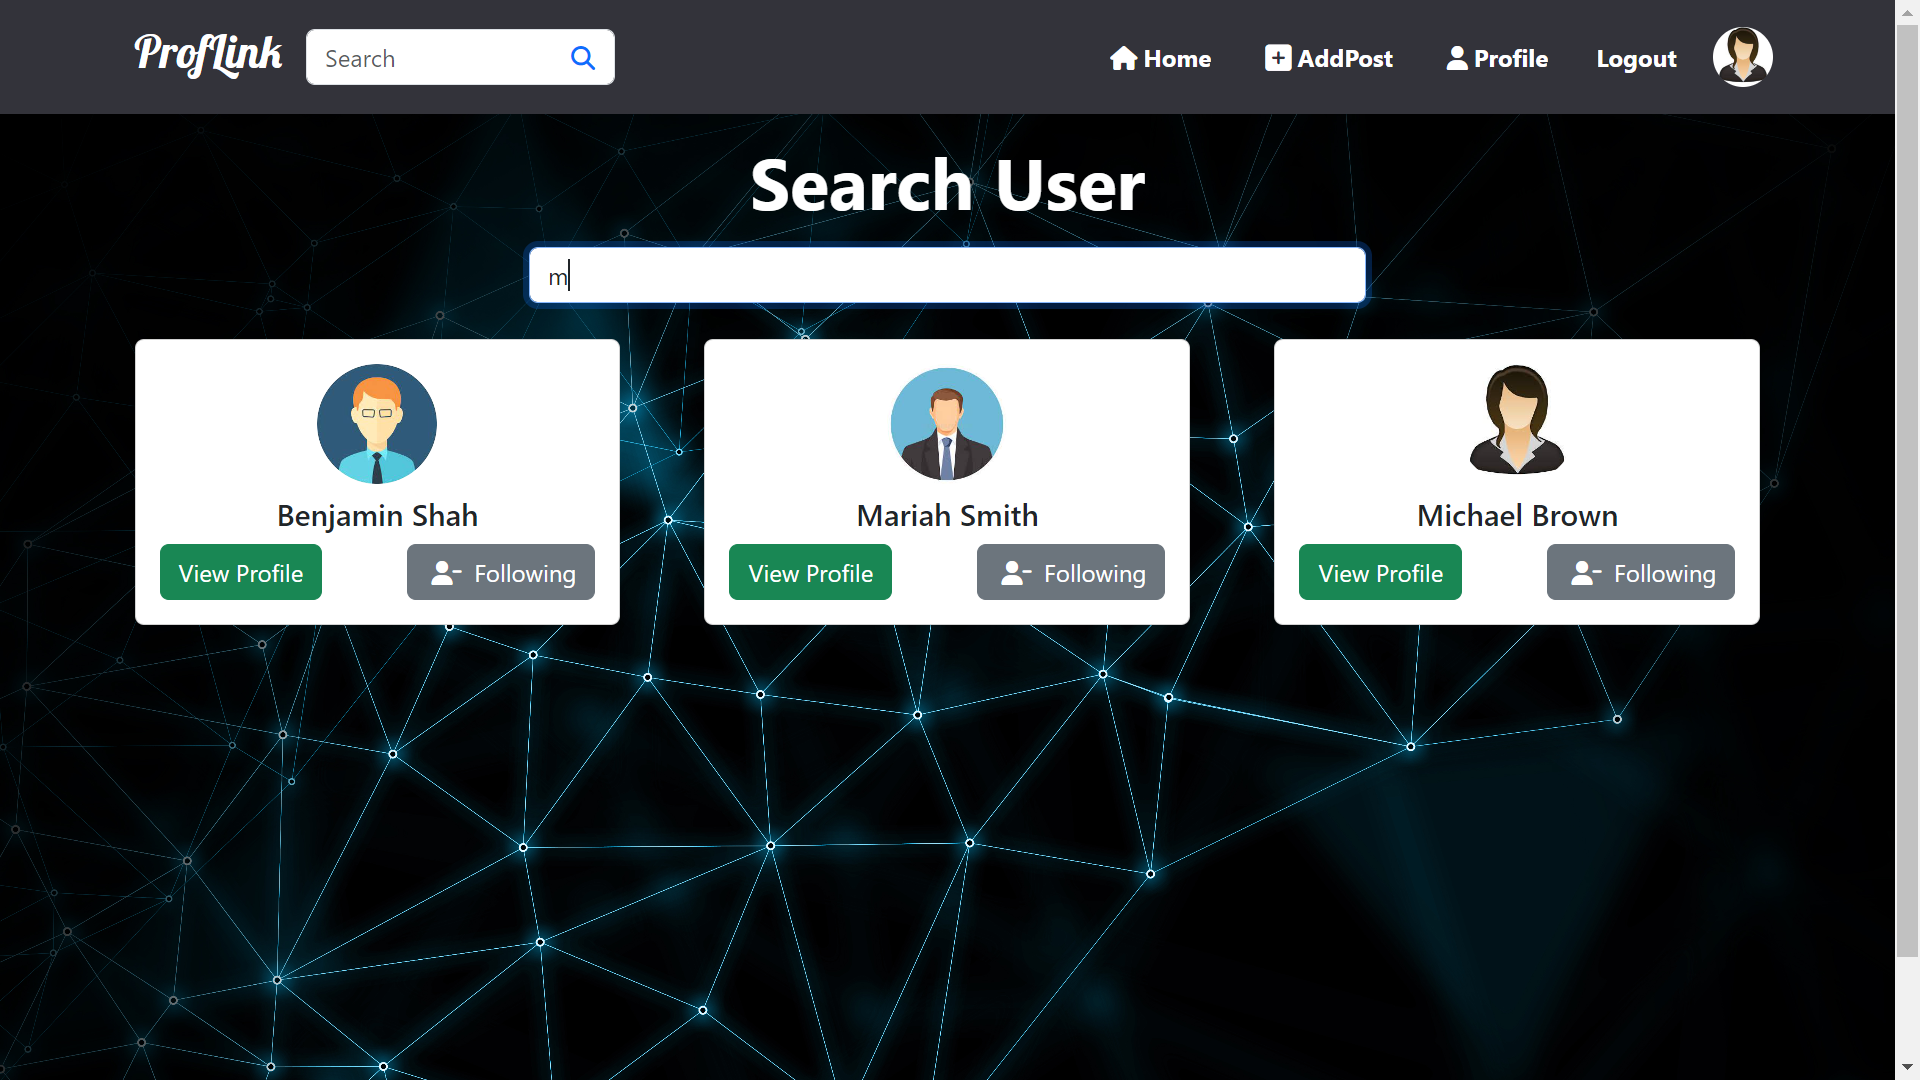 ProfLink
Search
Home
AddPost
Profile
Logout
Search User
m
Benjamin Shah
View Profile
Following
Mariah Smith
View Profile
Following
Michael Brown
View Profile
Following